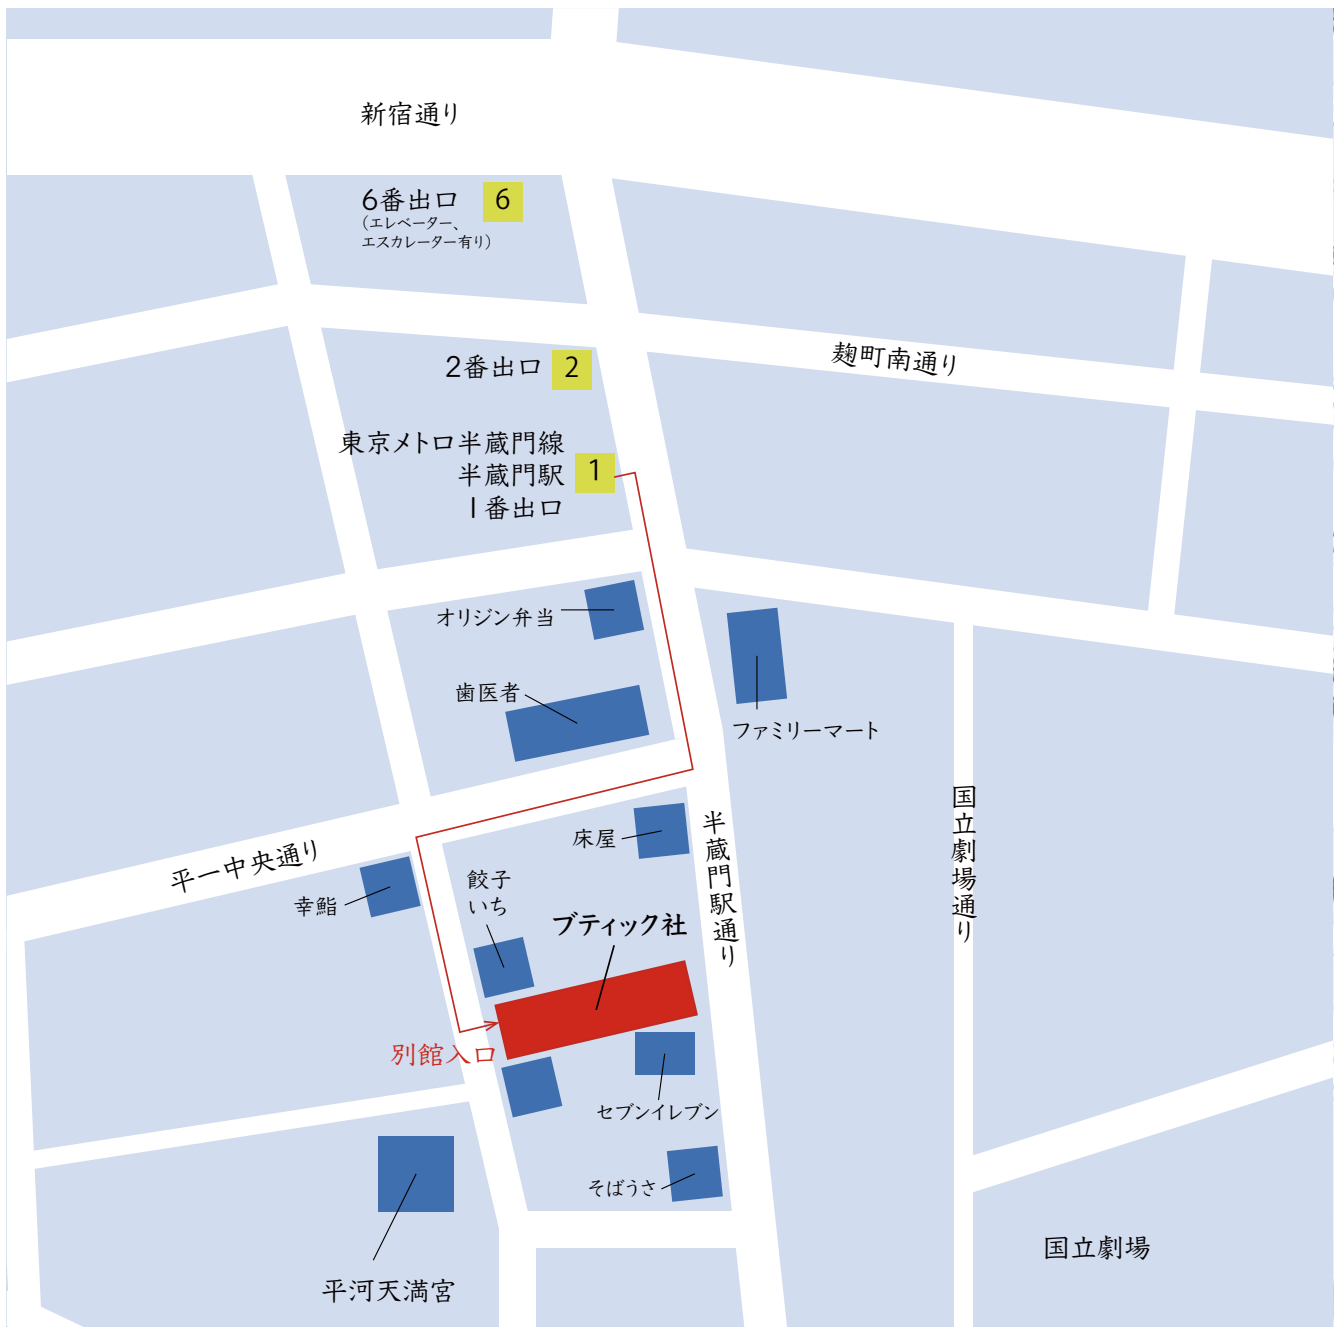 新宿通り
6番出口
6
（エレベーター、
エスカレーター有り）
麹町南通り
2番出口
2
東京メトロ半蔵門線
半蔵門駅
1番出口
1
オリジン弁当
歯医者
ファミリーマート
国立劇場通り
半蔵門駅通り
床屋
平一中央通り
餃子
いち
幸鮨
ブティック社
別館入口
セブンイレブン
そばうさ
国立劇場
平河天満宮